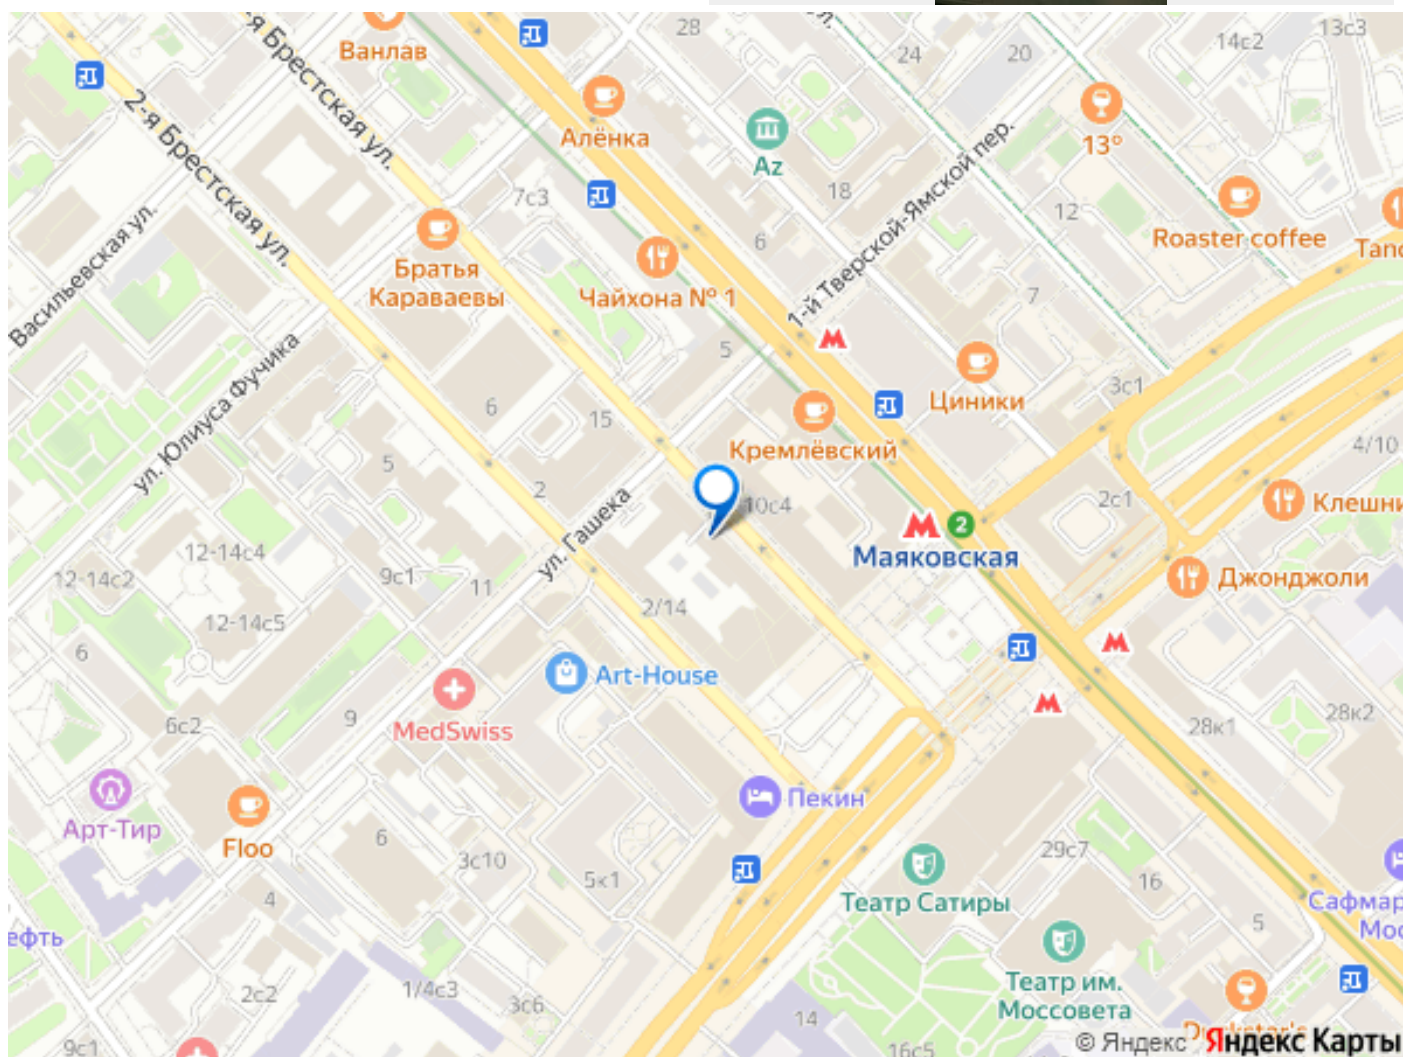 28
14с2
13с3
Ванлав
24
20
я Брестская ул.
2-я Брестская ул.
Алёнка
Az
13°
1-й Тверской-Ямской пер.
7с3
18
12
Roaster coffee
6
Братья
Караваевы
Чайхона № 1
Васильевская ул.
7
5
ул. Юлиуса Фучика
Циники
3с1
6
15
Кремлёвский
4/10
5
2
10с4
2с1
ул. Гашека
2
Маяковская
12-14с4
12-14с2
9с1
11
Джонджоли
2/14
12-14с5
6
Art-House
6с2
9
MedSwiss
28к1
28к2
Пекин
Арт-Тир
Floo
6
3с10
5к1
29с7
16
4
Театр Сатиры
5
Театр им.
Моссовета
2с2
1/4с3
3с6
14
9с1
16с5
© Яндекс
Яндекс Карты